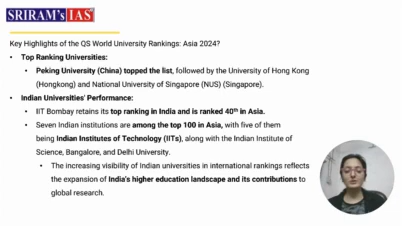 SRIRAM's IAS
Key Highlights of the QS World University Rankings: Asia 2024?
• Top Ranking Universities:
• Peking University (China) topped the list, followed by the University of Hong Kong
(Hongkong) and National University of Singapore (NUS) (Singapore).
• Indian Universities' Performance:
• IIT Bombay retains its top ranking in India and is ranked 40th in Asia.
• Seven Indian institutions are among the top 100 in Asia, with five of them
being Indian Institutes of Technology (IITs), along with the Indian Institute of
Science, Bangalore, and Delhi University.
• The increasing visibility of Indian universities in international rankings reflects
the expansion of India's higher education landscape and its contributions to
global research.